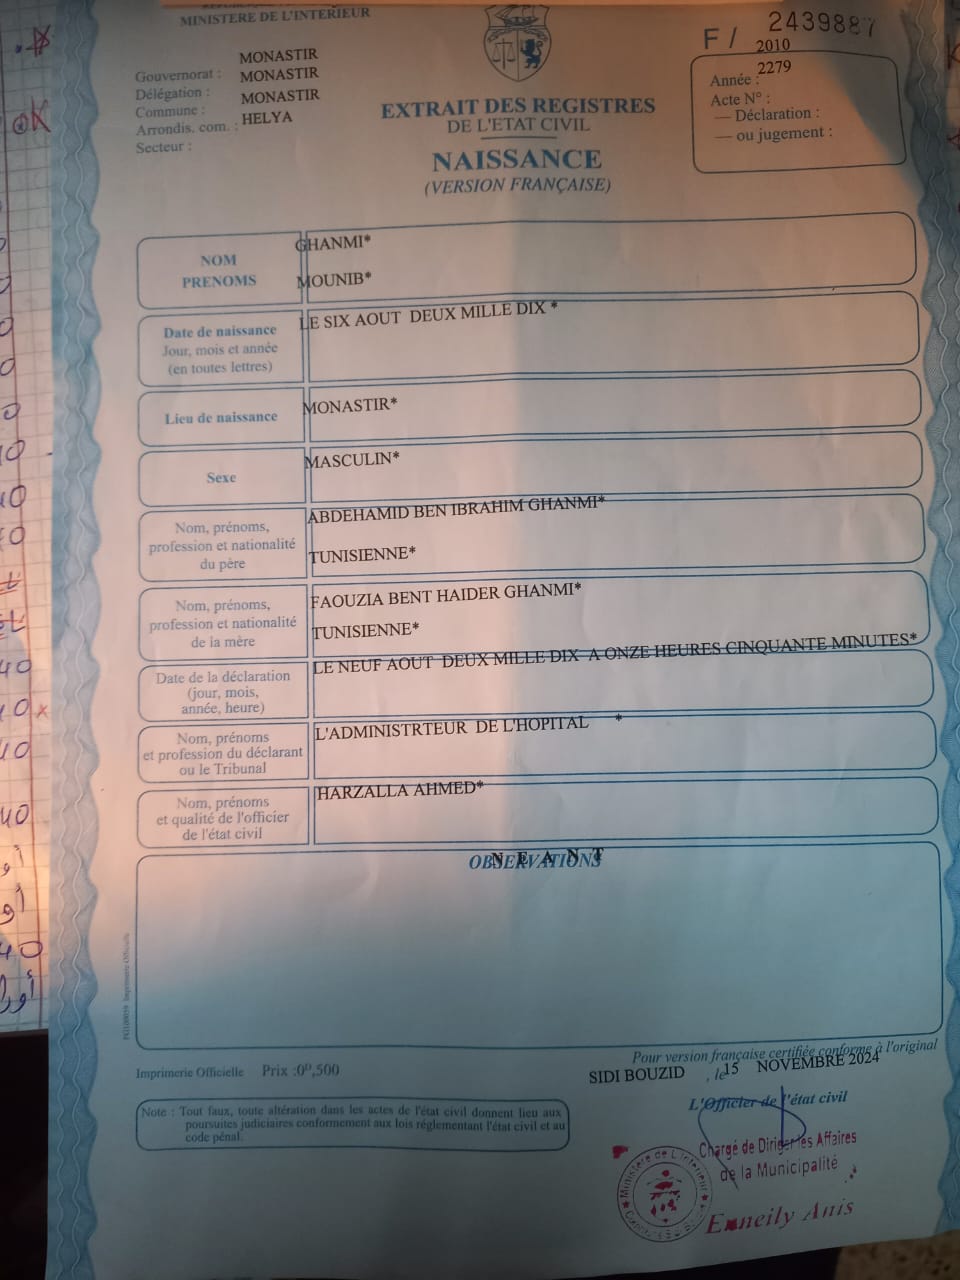 MINISTERE DE L'INTERIEUR
F / 2439887
Gouvernorat : MONASTIR
Délégation : MONASTIR
Commune : MONASTIR
Arrondis. com. : HELYA
Secteur :
2010
Année :
2279
Acte N° :
— Déclaration :
— ou jugement :
EXTRAIT DES REGISTRES
DE L'ETAT CIVIL
NAISSANCE
(VERSION FRANÇAISE)
NOM GHANMI*
PRENOMS MOUNIB*
Date de naissance LE SIX AOUT DEUX MILLE DIX *
Jour, mois et année
(en toutes lettres)
Lieu de naissance MONASTIR*
Sexe MASCULIN*
Nom, prénoms, ABDEHAMID BEN IBRAHIM GHANMI*
profession et nationalité
du père TUNISIENNE*
Nom, prénoms, FAOUZIA BENT HAIDER GHANMI*
profession et nationalité
de la mère TUNISIENNE*
Date de la déclaration LE NEUF AOUT DEUX MILLE DIX A ONZE HEURES CINQUANTE MINUTES*
(jour, mois,
année, heure)
Nom, prénoms L'ADMINISTRTEUR DE L'HOPITAL *
et profession du déclarant
ou le Tribunal
Nom, prénoms HARZALLA AHMED*
et qualité de l'officier
de l'état civil
OBSERVATIONS
NEANT
Imprimerie Officielle Prix :0ᴰ,500
Pour version française certifiée conforme à l'original
SIDI BOUZID , le 15 NOVEMBRE 2024
L'Officier de l'état civil
Note : Tout faux, toute altération dans les actes de l'état civil donnent lieu aux
poursuites judiciaires conformement aux lois réglementant l'état civil et au
code pénal.
Chargé de Diriger les Affaires
de la Municipalité
Ministère de L'intérieur
Anis